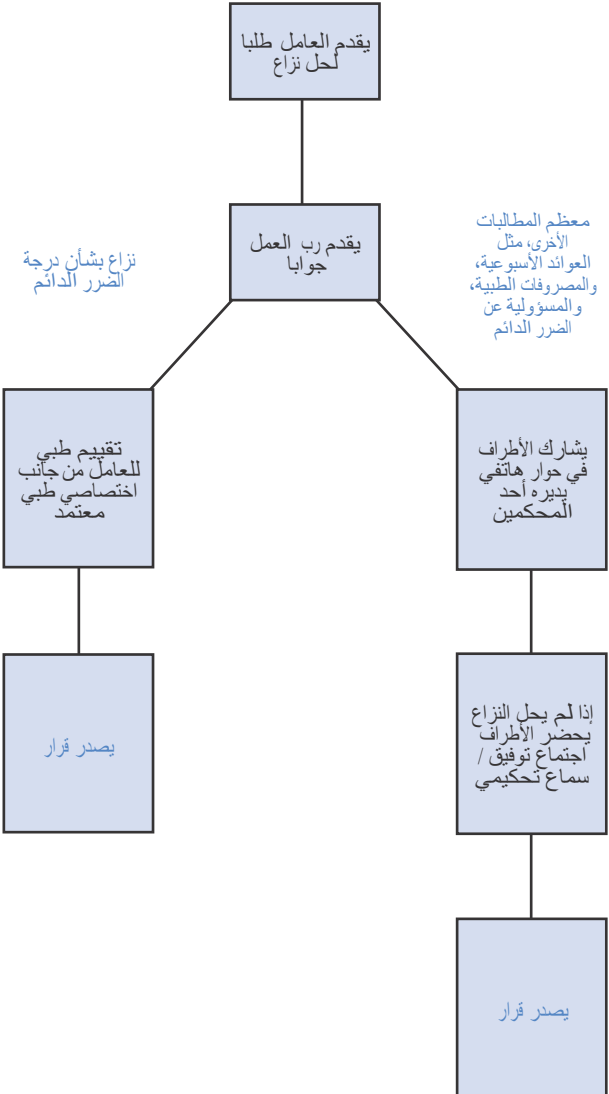 يقدم العامل طلبا
لحل نزاع
يقدم رب العمل
جوابا
معظم المطالبات
الأخرى، مثل
العوائد الأسبوعية،
والمصروفات الطبية،
والمسؤولية عن
الضرر الدائم
نزاع بشأن درجة
الضرر الدائم
يشارك الأطراف
في حوار هاتفي
يديره أحد
المحكمين
تقييم طبي
للعامل من جانب
اختصاصي طبي
معتمد
إذا لم يحل النزاع
يحضر الأطراف
اجتماع توفيق /
سماع تحكيمي
يصدر قرار
يصدر قرار